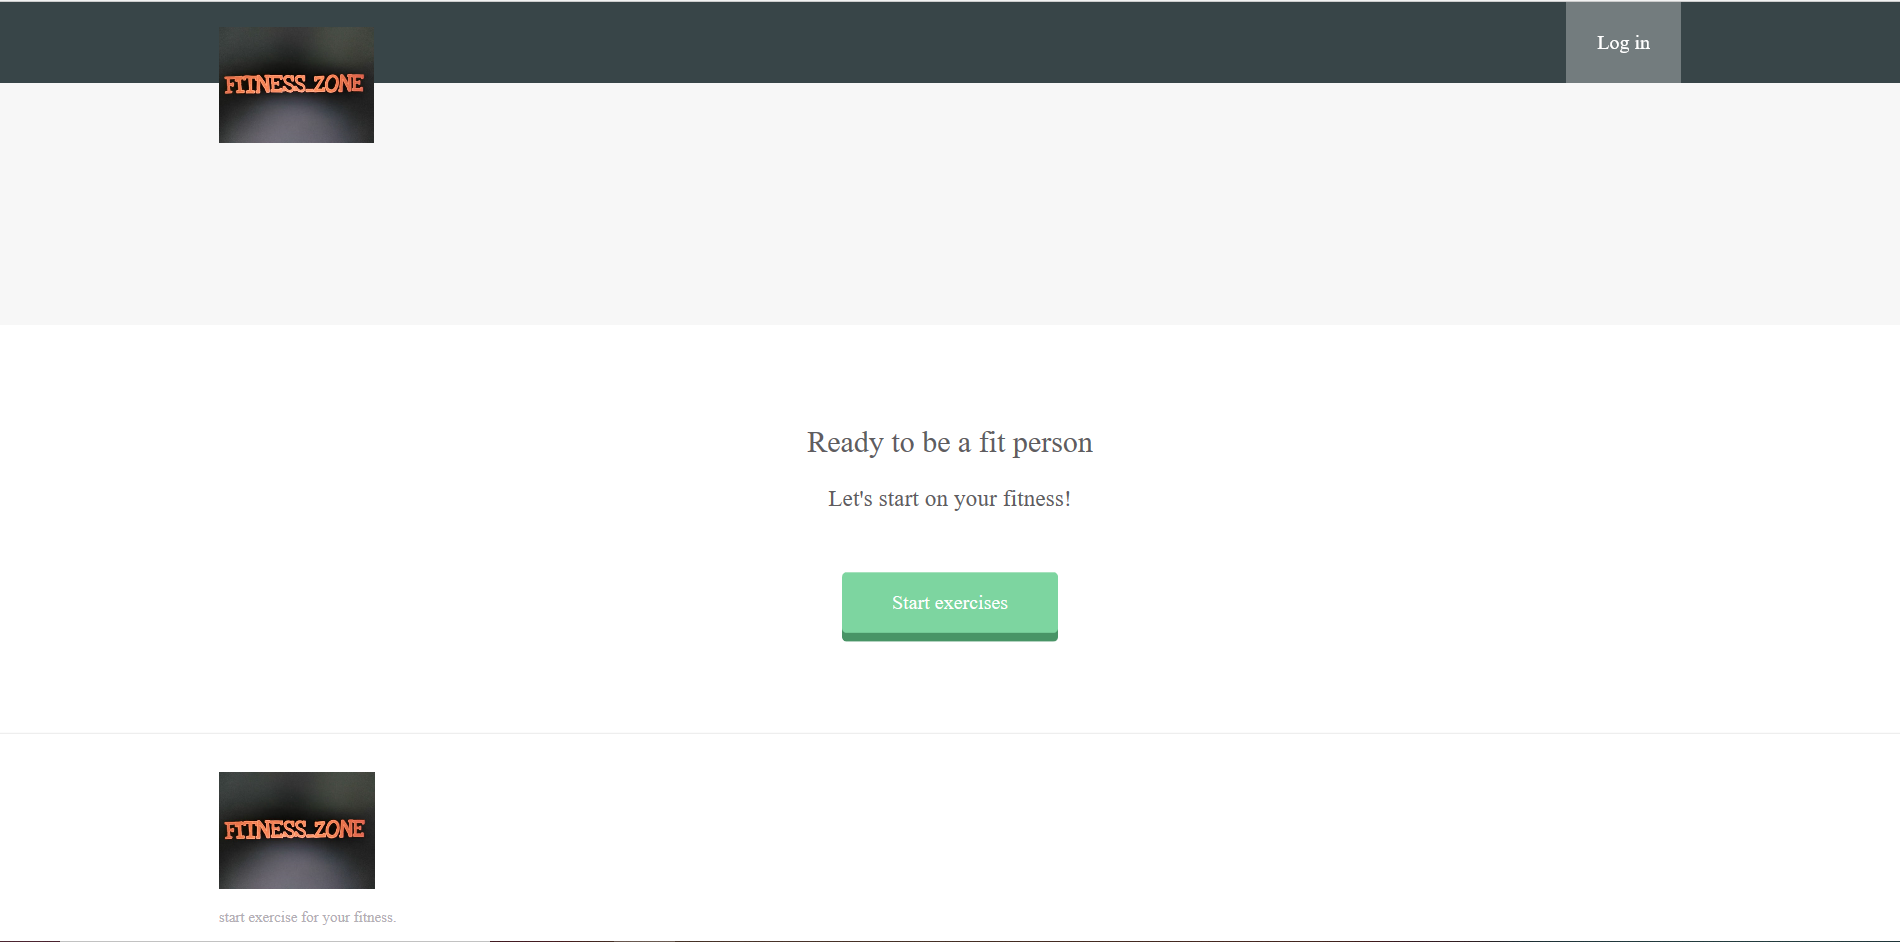 FITNESS_ZONE
Log in
Ready to be a fit person
Let's start on your fitness!
Start exercises
FITNESS_ZONE
start exercise for your fitness.